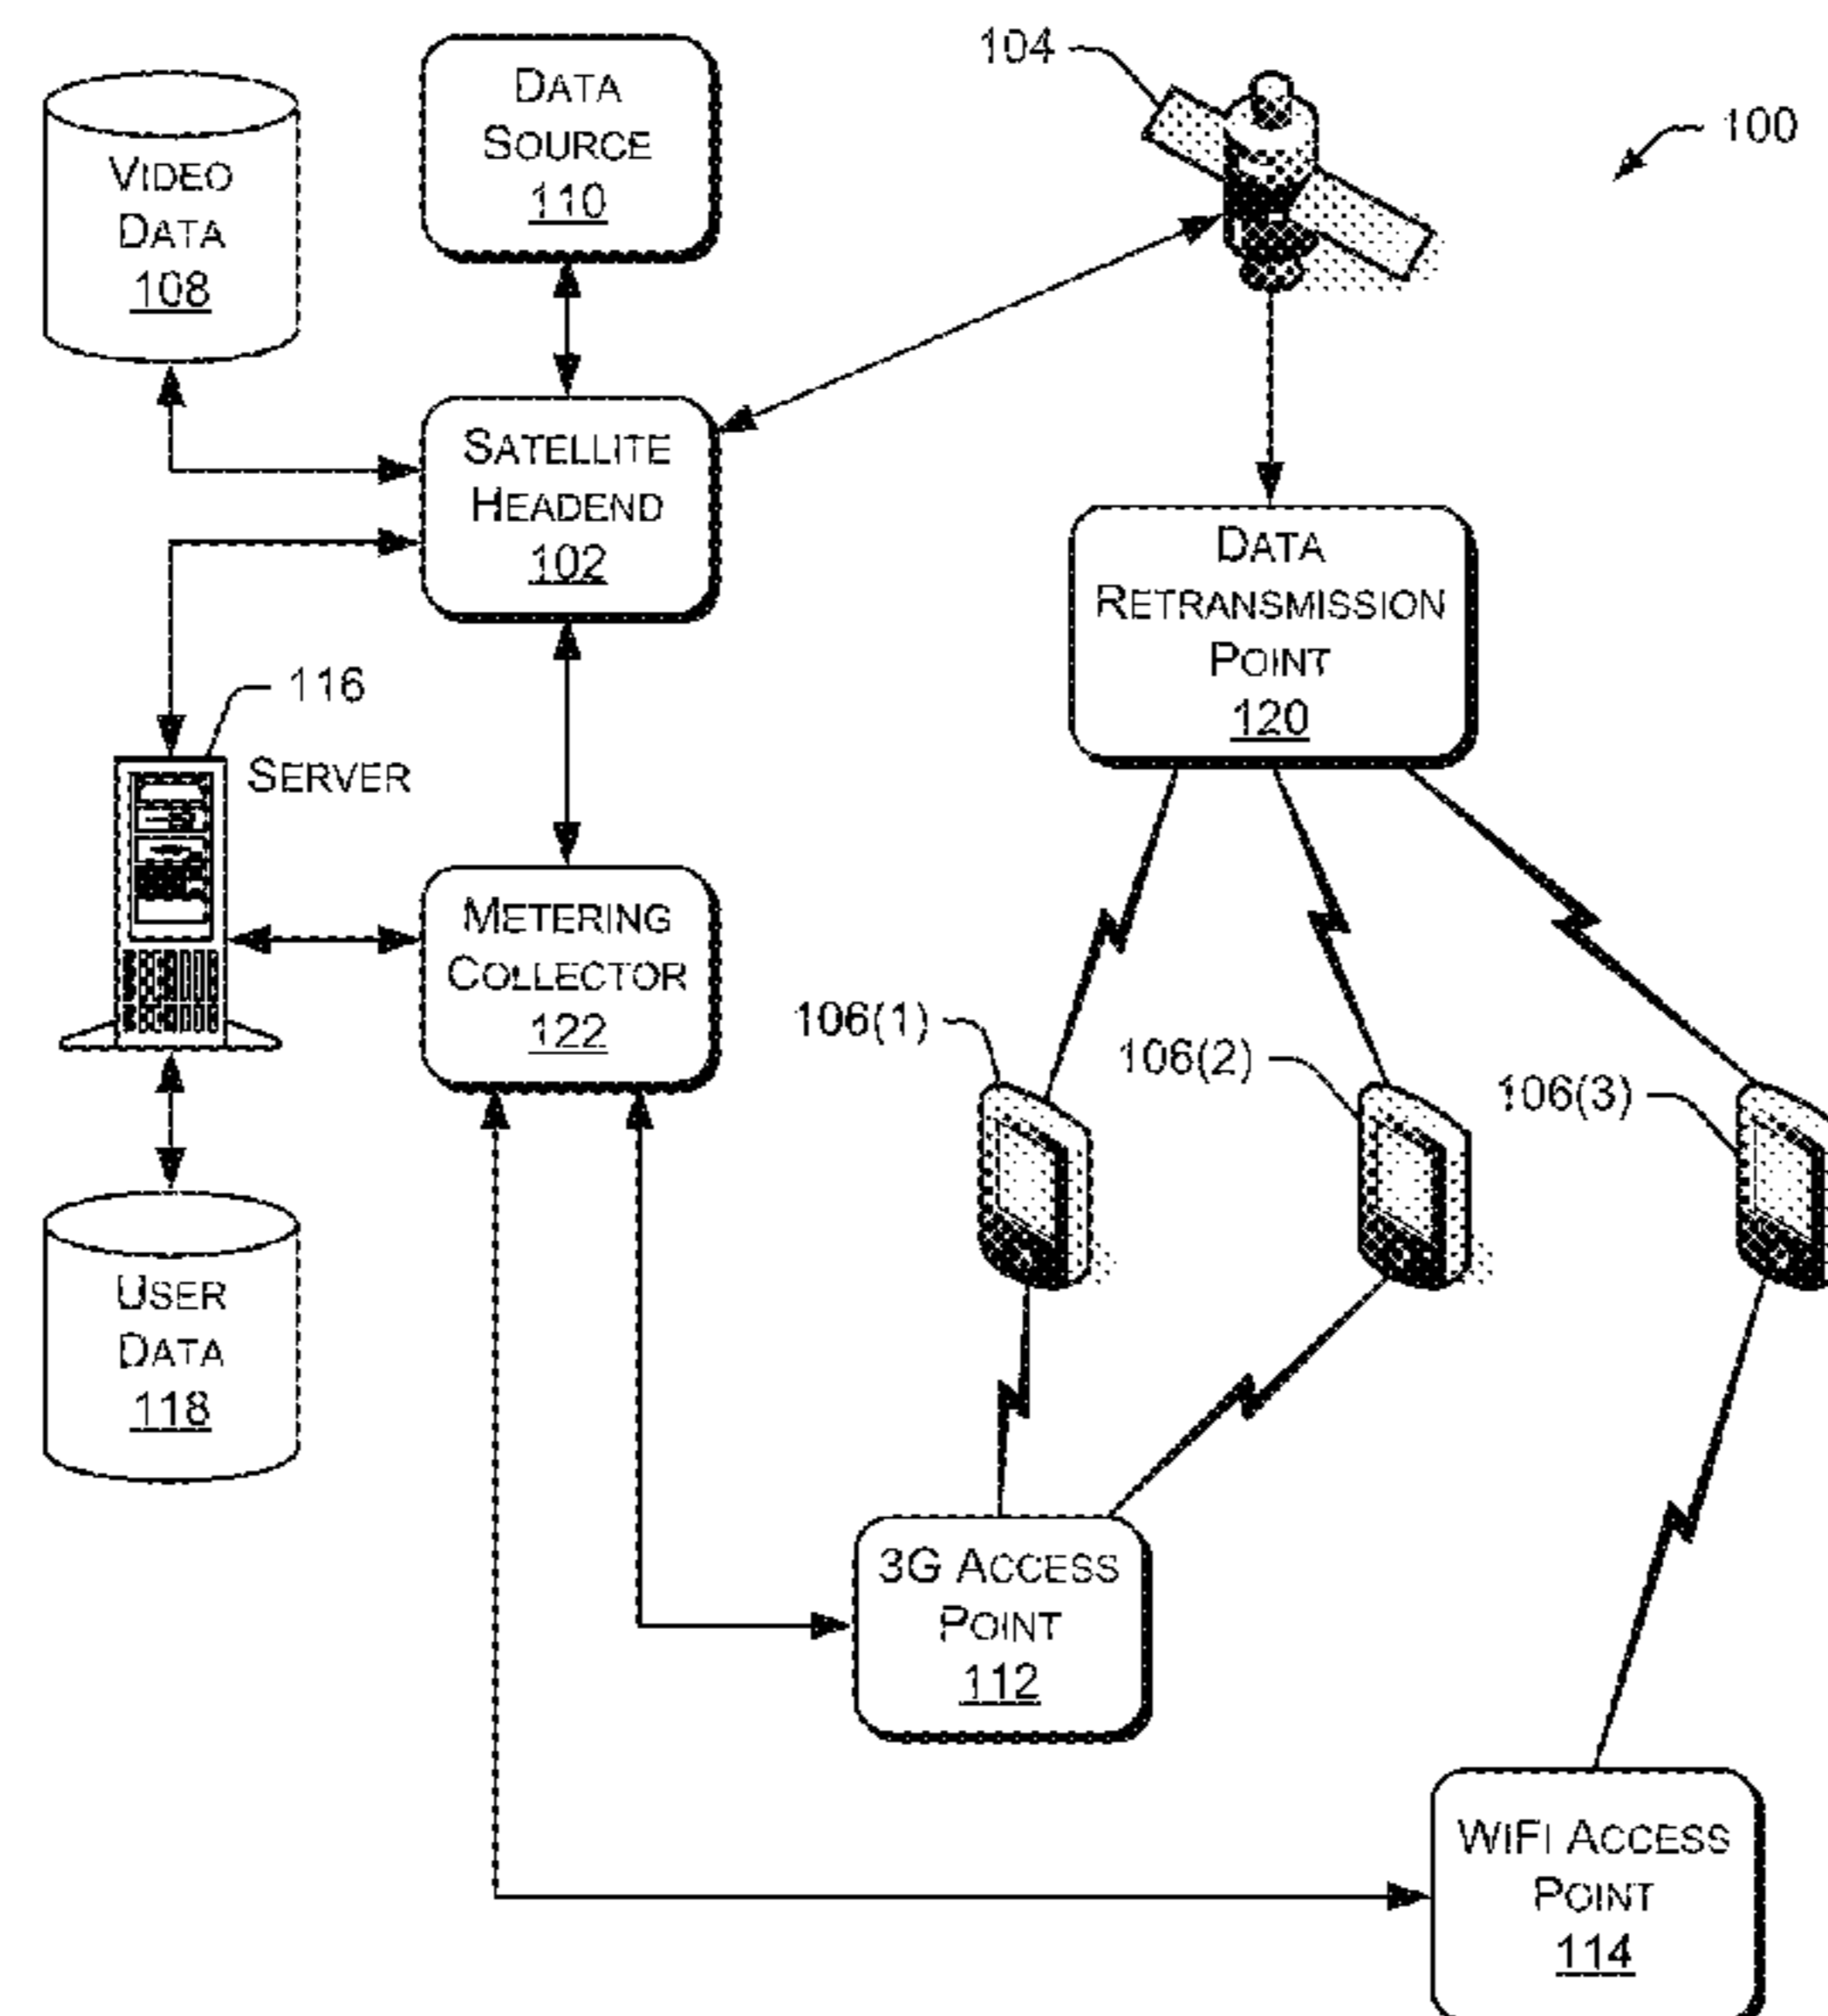 104
100
DATA
SOURCE
110
VIDEO
DATA
108
SATELLITE
HEADEND
102
DATA
RETRANSMISSION
POINT
120
116
SERVER
METERING
COLLECTOR
122
106(1)
106(2)
106(3)
USER
DATA
118
3G ACCESS
POINT
112
WIFI ACCESS
POINT
114